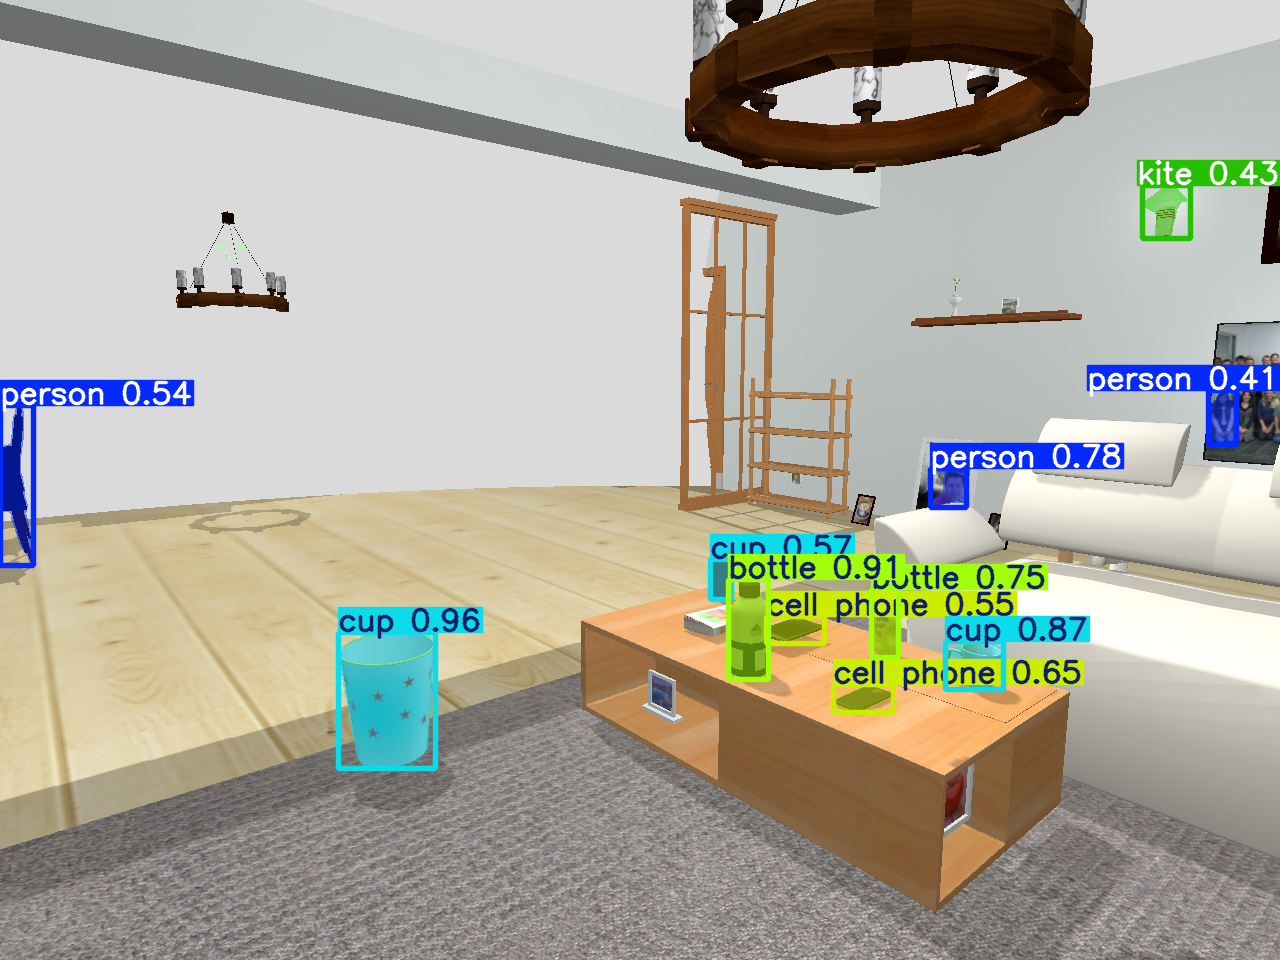 kite 0.43
person 0.41
person 0.54
person 0.78
cup 0.57
bottle 0.91
bottle 0.75
cell phone 0.55
cup 0.96
cup 0.87
cell phone 0.65